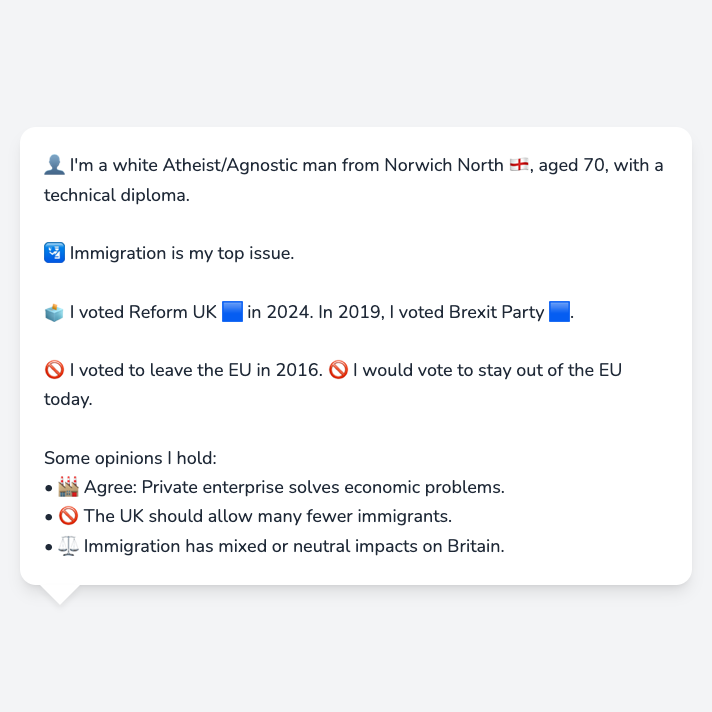 👤 I'm a white Atheist/Agnostic man from Norwich North 🏴󠁧󠁢󠁥󠁮󠁧󠁿, aged 70, with a
technical diploma.
🛂 Immigration is my top issue.
🗳️ I voted Reform UK 🟦 in 2024. In 2019, I voted Brexit Party 🟦.
🚫 I voted to leave the EU in 2016. 🚫 I would vote to stay out of the EU
today.
Some opinions I hold:
• 🏭 Agree: Private enterprise solves economic problems.
• 🚫 The UK should allow many fewer immigrants.
• ⚖️ Immigration has mixed or neutral impacts on Britain.